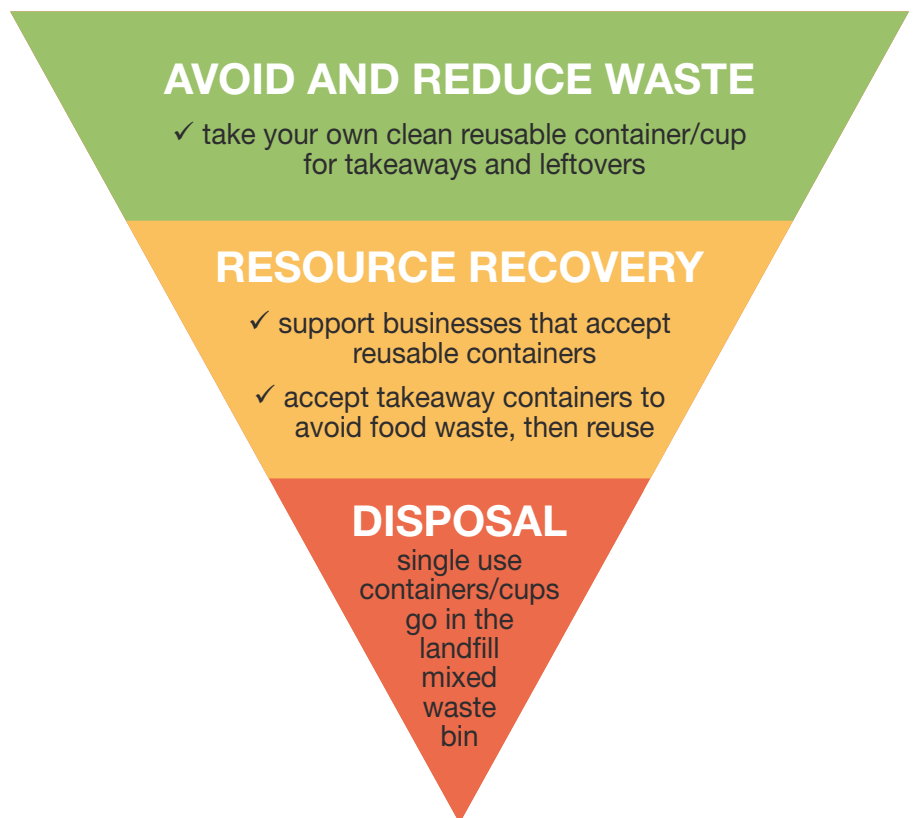 AVOID AND REDUCE WASTE
✓ take your own clean reusable container/cup
for takeaways and leftovers
RESOURCE RECOVERY
✓ support businesses that accept
reusable containers
✓ accept takeaway containers to
avoid food waste, then reuse
DISPOSAL
single use
containers/cups
go in the
landfill
mixed
waste
bin